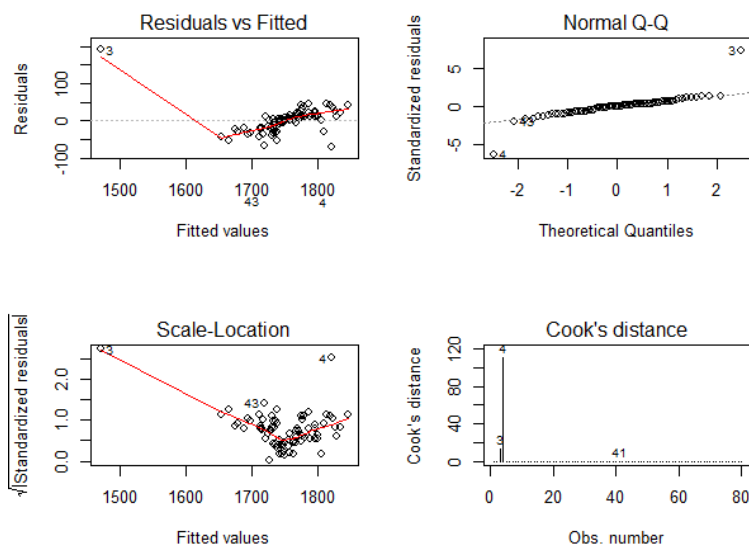 Residuals vs Fitted
Residuals
-100 0 100
3
43
4
1500 1600 1700 1800
Fitted values
Normal Q-Q
Standardized residuals
-5 0 5
3
43
4
-2 -1 0 1 2
Theoretical Quantiles
Scale-Location
√|Standardized residuals|
0.0 1.0 2.0
3
4
43
1500 1600 1700 1800
Fitted values
Cook's distance
Cook's distance
0 40 80 120
4
3
41
0 20 40 60 80
Obs. number